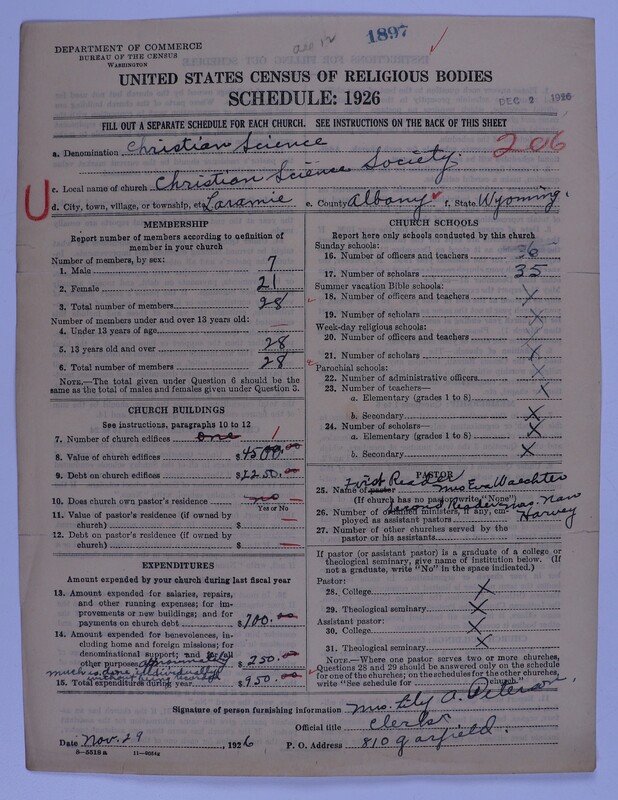 1897
DEPARTMENT OF COMMERCE
BUREAU OF THE CENSUS
WASHINGTON
UNITED STATES CENSUS OF RELIGIOUS BODIES
SCHEDULE: 1926
DEC 2 1926
FILL OUT A SEPARATE SCHEDULE FOR EACH CHURCH. SEE INSTRUCTIONS ON THE BACK OF THIS SHEET
a. Denomination Christian Science
206
c. Local name of church Christian Science Society
U
d. City, town, village, or township, etc. Laramie e. County Albany f. State Wyoming.
MEMBERSHIP
Report number of members according to definition of member in your church
Number of members, by sex:
1. Male 7
2. Female 21
3. Total number of members 28
Number of members under and over 13 years old:
4. Under 13 years of age —
5. 13 years old and over 28
6. Total number of members 28
NOTE.—The total given under Question 6 should be the same as the total of males and females given under Question 3.
CHURCH BUILDINGS
See instructions, paragraphs 10 to 12
7. Number of church edifices one 1
8. Value of church edifices $4500.00
9. Debt on church edifices $2250.00
10. Does church own pastor's residence no —
Yes or No
11. Value of pastor's residence (if owned by church) $ —
12. Debt on pastor's residence (if owned by church) $ —
EXPENDITURES
Amount expended by your church during last fiscal year
13. Amount expended for salaries, repairs, and other running expenses; for improvements or new buildings; and for payments on church debt $700.00
14. Amount expended for benevolences, including home and foreign missions; for denominational support; and for all other purposes approximately $250.00
much is done individually
without being
15. Total expenditures during year $950.00
CHURCH SCHOOLS
Report here only schools conducted by this church
Sunday schools:
16. Number of officers and teachers 6
17. Number of scholars 35
Summer vacation Bible schools:
18. Number of officers and teachers X
19. Number of scholars X
Week-day religious schools:
20. Number of officers and teachers X
21. Number of scholars X
Parochial schools:
22. Number of administrative officers X
23. Number of teachers—
a. Elementary (grades 1 to 8) X
b. Secondary X
24. Number of scholars—
a. Elementary (grades 1 to 8) X
b. Secondary X
PASTOR
25. Name of pastor First Reader Mrs Eva Waechter
(If church has no pastor, write "None")
Second Reader Mrs. Nan Harvey
26. Number of ordained ministers, if any, employed as assistant pastors
27. Number of other churches served by the pastor or his assistants
If pastor (or assistant pastor) is a graduate of a college or theological seminary, give name of institution below. (If not a graduate, write "No" in the space indicated.)
Pastor:
28. College X
29. Theological seminary X
Assistant pastor:
30. College X
31. Theological seminary X
NOTE.—Where one pastor serves two or more churches, Questions 28 and 29 should be answered only on the schedule for one of the churches; on the schedules for the other churches, write "See schedule for church."
Signature of person furnishing information Mrs. Lily A. Peterson.
Official title Clerk.
Date Nov. 29, 1926 P. O. Address 810 Garfield.
8—5518 a 11—9051a